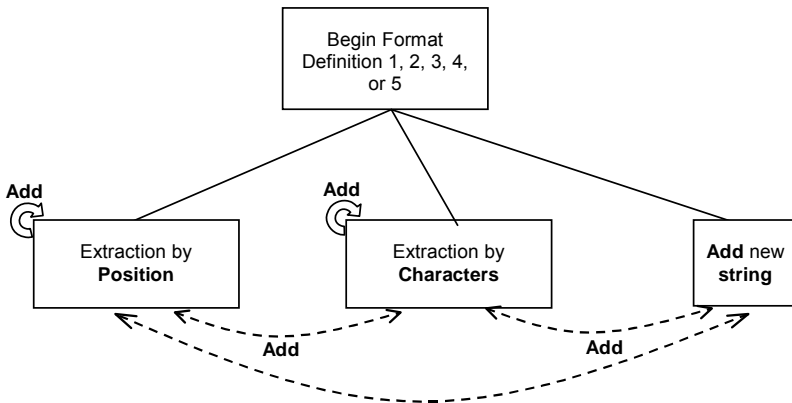 Begin Format
Definition 1, 2, 3, 4,
or 5
Add
Add
Extraction by
Position
Extraction by
Characters
Add new
string
Add
Add